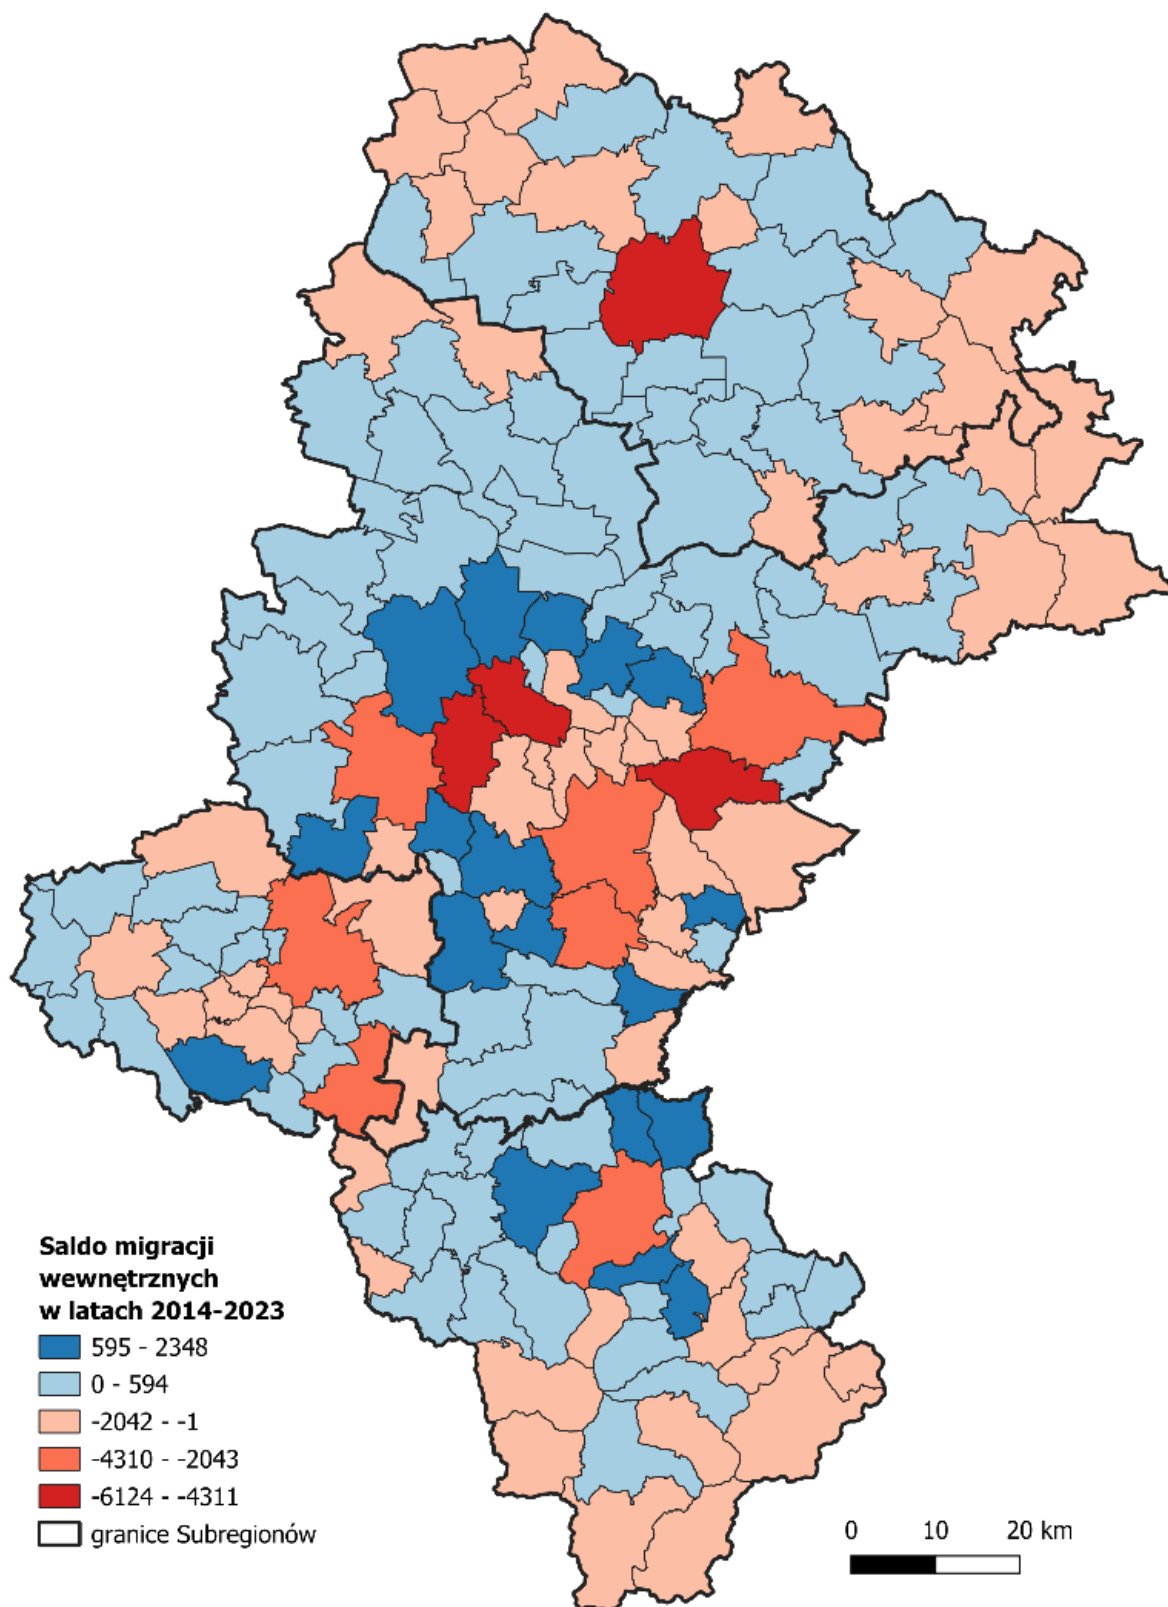 Saldo migracji
wewnętrznych
w latach 2014-2023
595 - 2348
0 - 594
-2042 - -1
-4310 - -2043
-6124 - -4311
granice Subregionów
0 10 20 km